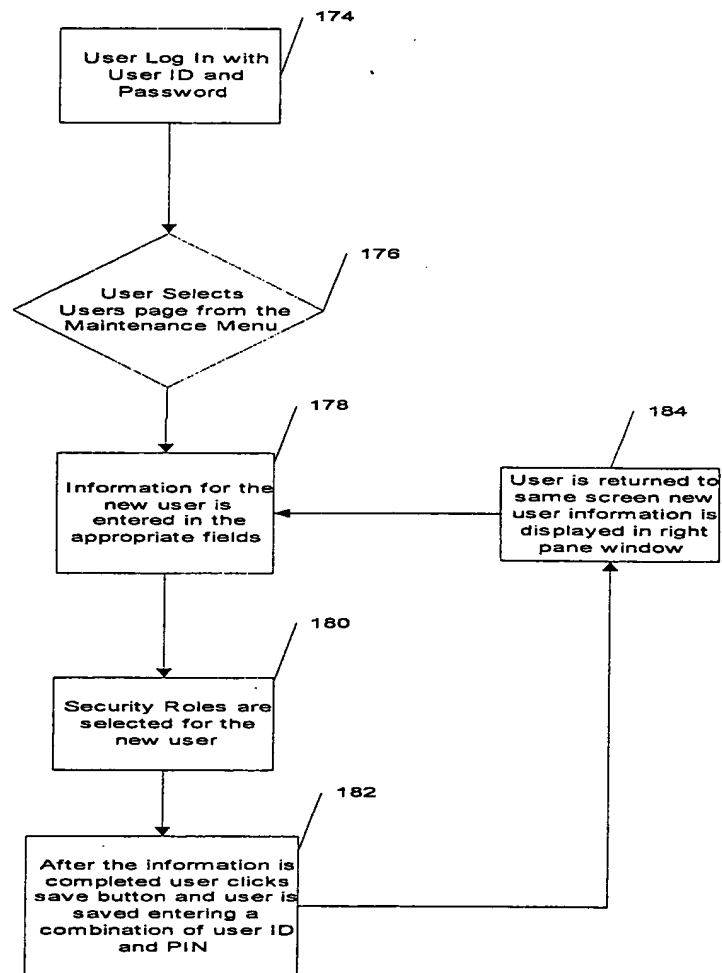 174
User Log In with
User ID and
Password
176
User Selects
Users page from the
Maintenance Menu
178
Information for the
new user is
entered in the
appropriate fields
184
User is returned to
same screen new
user information is
displayed in right
pane window
180
Security Roles are
selected for the
new user
182
After the information is
completed user clicks
save button and user is
saved entering a
combination of user ID
and PIN